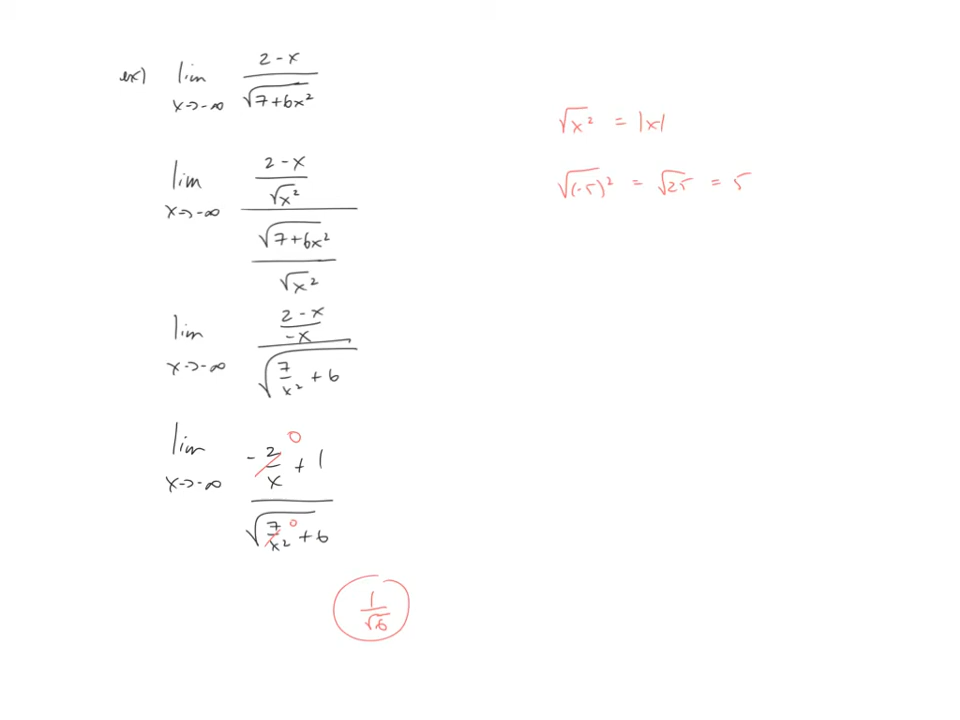 ex) lim x→-∞ (2-x)/(√(7+6x²))
lim x→-∞ ((2-x)/√x²)/(√(7+6x²)/√x²)
lim x→-∞ ((2-x)/(-x))/(√(7/x² + 6))
lim x→-∞ (-2/x + 1)/(√(7/x² + 6))
0
0
1/√6
√x² = |x|
√(-5)² = √25 = 5